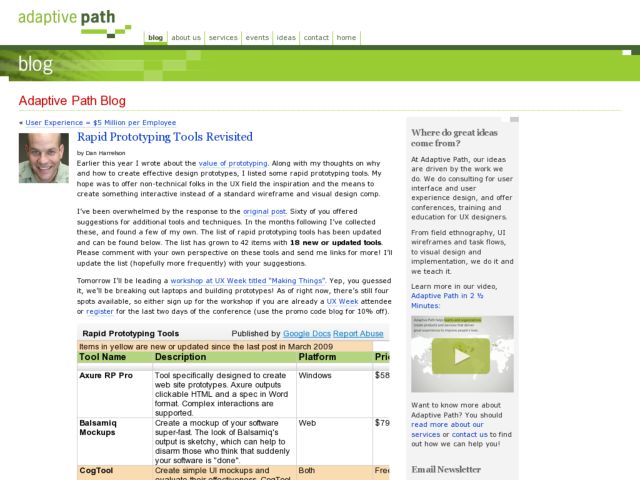 adaptive path
blog
about us
services
events
ideas
contact
home
blog
Adaptive Path Blog
« User Experience = $5 Million per Employee
Rapid Prototyping Tools Revisited
by Dan Harrelson
Earlier this year I wrote about the value of prototyping. Along with my thoughts on why
and how to create effective design prototypes, I listed some rapid prototyping tools. My
hope was to offer non-technical folks in the UX field the inspiration and the means to
create something interactive instead of a standard wireframe and visual design comp.
I've been overwhelmed by the response to the original post. Sixty of you offered
suggestions for additional tools and techniques. In the months following I've collected
these, and found a few of my own. The list of rapid prototyping tools has been updated
and can be found below. The list has grown to 42 items with 18 new or updated tools.
Please comment with your own perspective on these tools and send me links for more! I'll
update the list (hopefully more frequently) with your suggestions.
Tomorrow I'll be leading a workshop at UX Week titled "Making Things". Yep, you guessed
it, we'll be breaking out laptops and building prototypes! As of right now, there's still four
spots available, so either sign up for the workshop if you are already a UX Week attendee
or register for the last two days of the conference (use the promo code blog for 10% off).
Rapid Prototyping Tools
Published by Google Docs Report Abuse
Items in yellow are new or updated since the last post in March 2009
Tool Name Description Platform Pric
Axure RP Pro Tool specifically designed to create Windows $58
web site prototypes. Axure outputs
clickable HTML and a spec in Word
format. Complex interactions are
supported.
Balsamiq Create a mockup of your software Web $79
Mockups super-fast. The look of Balsamiq's
output is sketchy, which can help to
disarm those who think that suddenly
your software is "done".
CogTool Create simple UI mockups and Both Free
evaluate their effectiveness. CogTool
Where do great ideas
come from?
At Adaptive Path, our ideas
are driven by the work we
do. We do consulting for user
interface and user
experience design, and offer
conferences, training and
education for UX designers.
From field ethnography, UI
wireframes and task flows,
to visual design and
implementation, we do it and
we teach it.
Learn more in our video,
Adaptive Path in 2 ½
Minutes:
Adaptive Path helps teams and organizations
create products and services that deliver
great experiences to improve people's lives.
Want to know more about
Adaptive Path? You should
read more about our
services or contact us to find
out how we can help you!
Email Newsletter